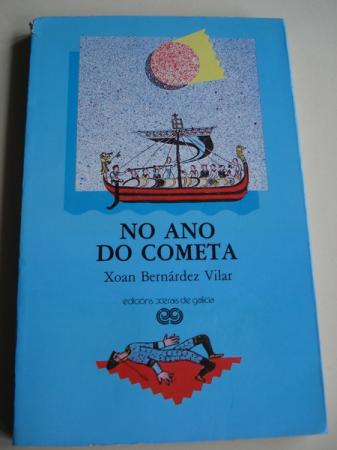 NO ANO
DO COMETA
Xoan Bernárdez Vilar
edicións xerais de galicia